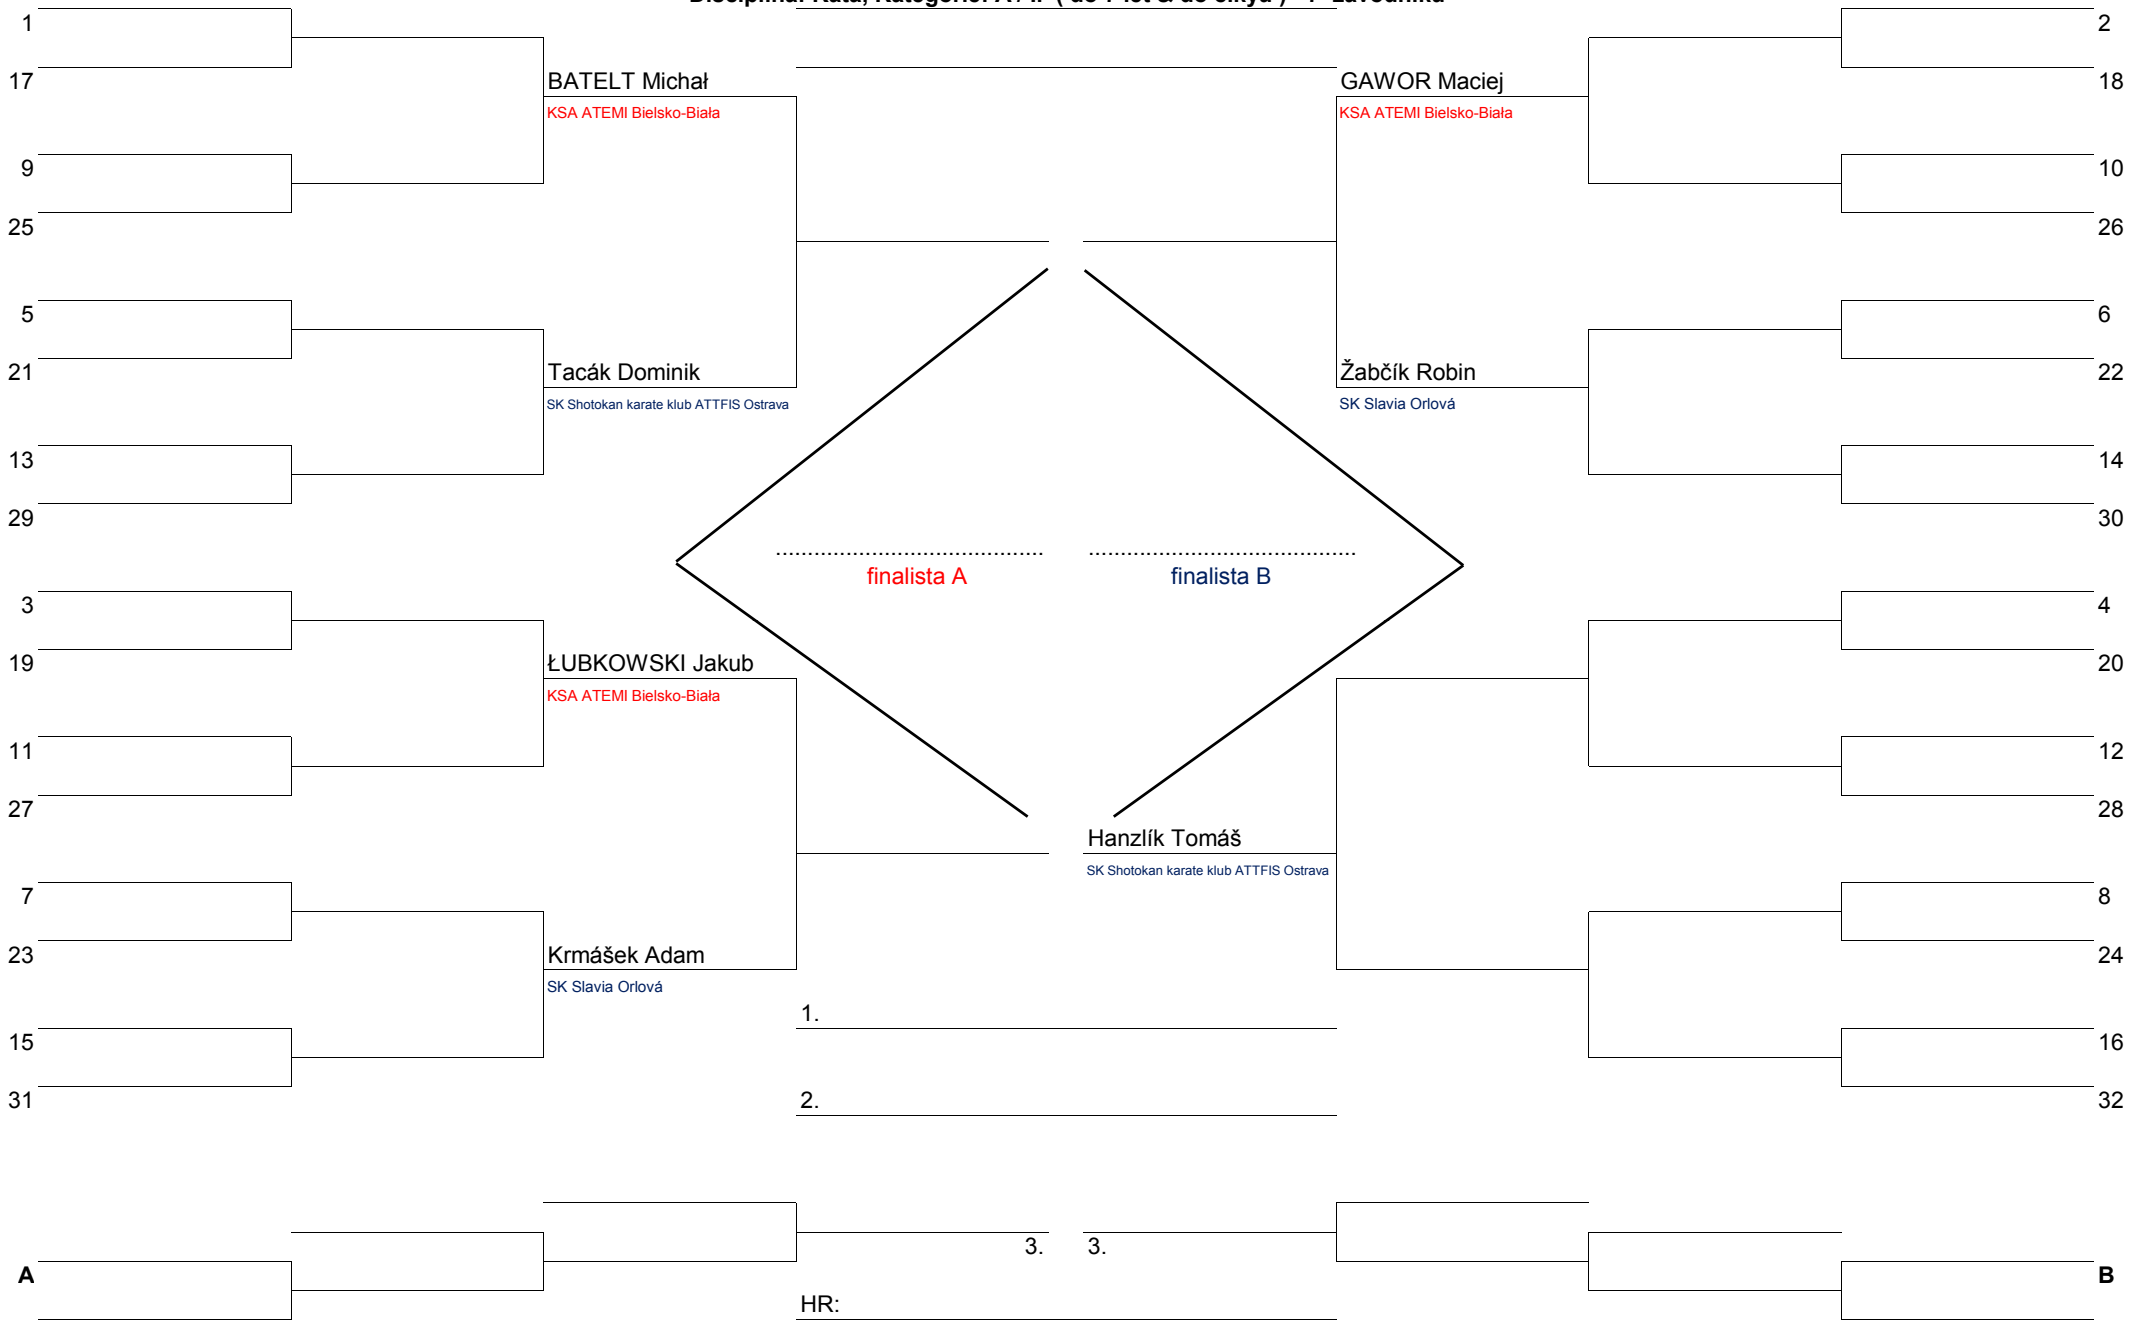 1
2
17
BATELT Michał
GAWOR Maciej
18
KSA ATEMI Bielsko-Biała
KSA ATEMI Bielsko-Biała
9
10
25
26
5
6
21
Tacák Dominik
Žabčík Robin
22
SK Shotokan karate klub ATTFIS Ostrava
SK Slavia Orlová
13
14
29
30
.......................................... ..........................................
finalista A
finalista B
3
4
19
ŁUBKOWSKI Jakub
20
KSA ATEMI Bielsko-Biała
11
12
27
28
Hanzlík Tomáš
SK Shotokan karate klub ATTFIS Ostrava
7
8
23
Krmášek Adam
24
SK Slavia Orlová
1.
15
16
31
2.
32
3.
3.
A
B
HR: